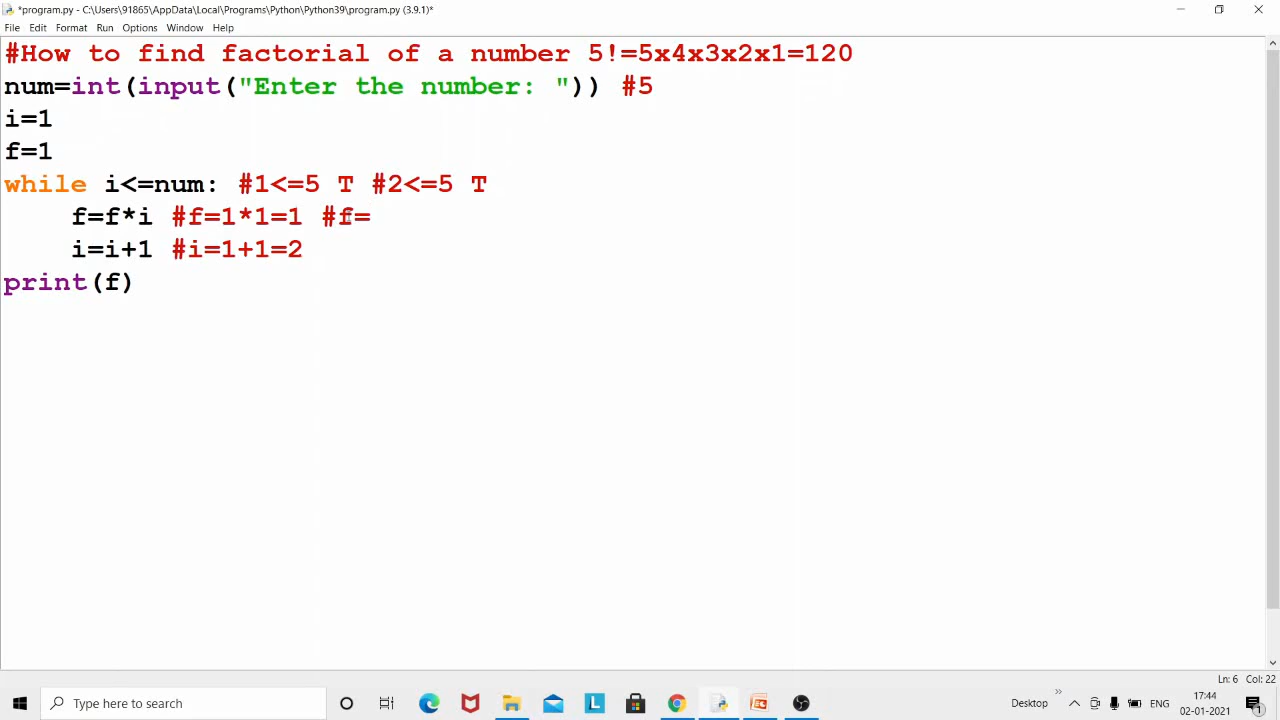 *program.py - C:\Users\91865\AppData\Local\Programs\Python\Python39\program.py (3.9.1)*
File Edit Format Run Options Window Help
#How to find factorial of a number 5!=5x4x3x2x1=120
num=int(input("Enter the number: ")) #5
i=1
f=1
while i<=num: #1<=5 T #2<=5 T
    f=f*i #f=1*1=1 #f=
    i=i+1 #i=1+1=2
print(f)
Ln: 6 Col: 22
Type here to search
Desktop
ENG
17:44
02-01-2021
1